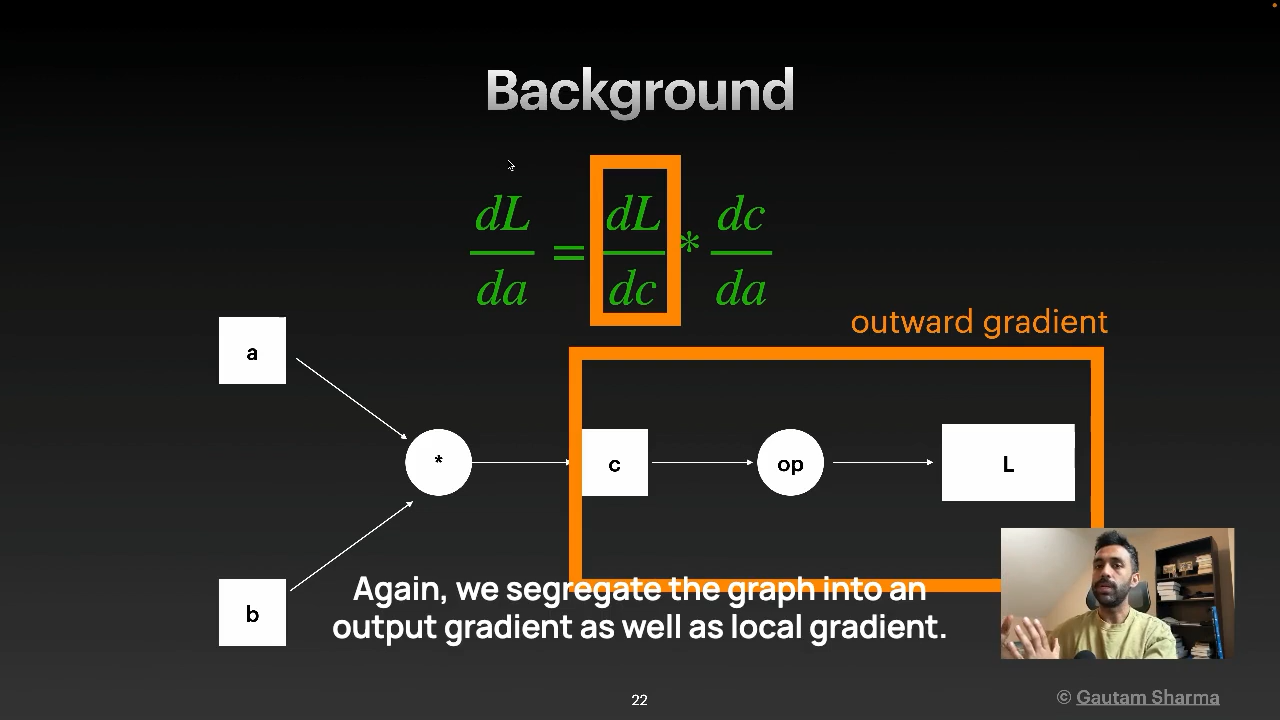 Background
dL/da = dL/dc * dc/da
outward gradient
a
*
c
op
L
b
Again, we segregate the graph into an
output gradient as well as local gradient.
22
© Gautam Sharma